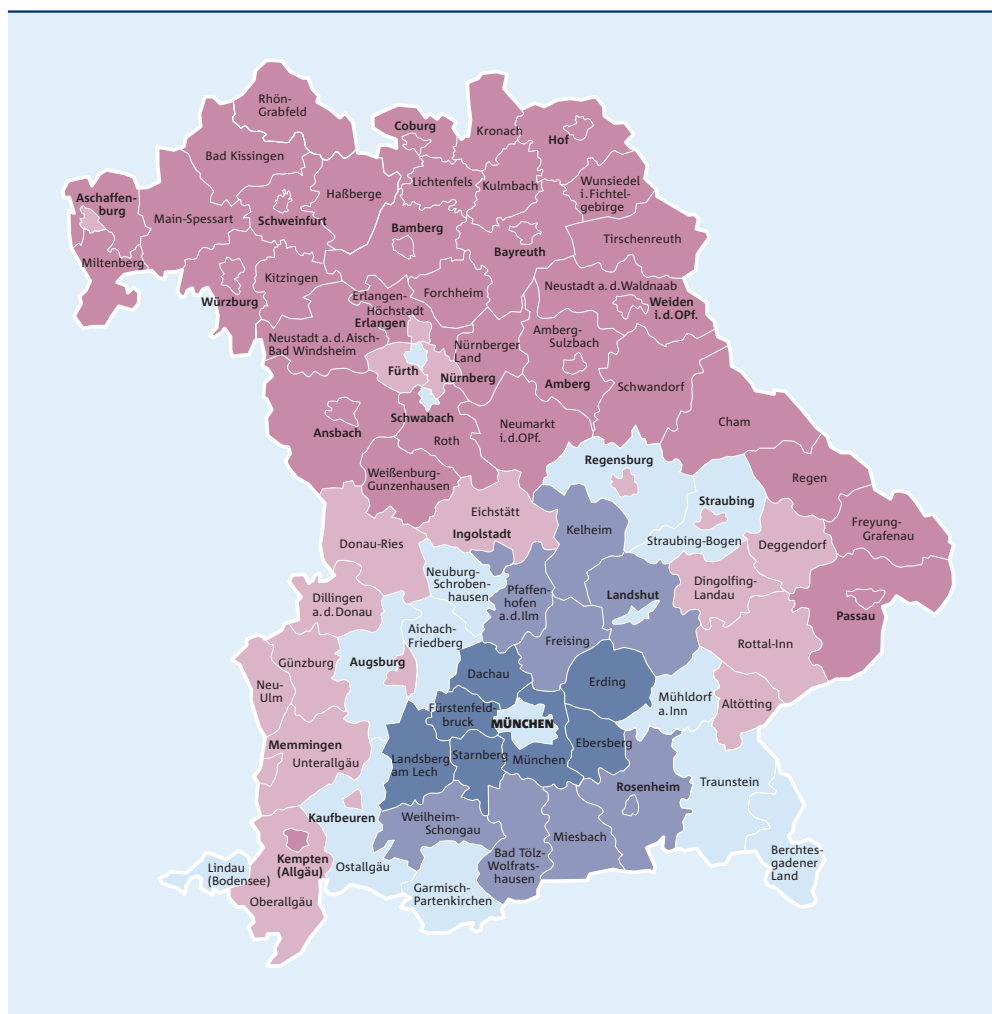 Rhön-
Grabfeld
Coburg
Kronach
Hof
Bad Kissingen
Lichtenfels
Kulmbach
Wunsiedel
i. Fichtel-
gebirge
Haßberge
Aschaffen-
burg
Main-Spessart
Schweinfurt
Bamberg
Bayreuth
Tirschenreuth
Miltenberg
Kitzingen
Würzburg
Erlangen-
Höchstadt
Erlangen
Forchheim
Neustadt a. d. Waldnaab
Weiden
i. d. OPf.
Neustadt a. d. Aisch-
Bad Windsheim
Nürnberger
Land
Amberg-
Sulzbach
Fürth
Nürnberg
Amberg
Schwandorf
Ansbach
Schwabach
Roth
Neumarkt
i. d. OPf.
Cham
Weißenburg-
Gunzenhausen
Regensburg
Regen
Straubing
Eichstätt
Ingolstadt
Kelheim
Freyung-
Grafenau
Donau-Ries
Straubing-Bogen
Deggendorf
Neuburg-
Schroben-
hausen
Pfaffen-
hofen
a. d. Ilm
Dillingen
a. d. Donau
Landshut
Dingolfing-
Landau
Passau
Aichach-
Friedberg
Freising
Rottal-Inn
Günzburg
Augsburg
Dachau
Erding
Neu-
Ulm
Mühldorf
a. Inn
Altötting
Fürstenfeld-
bruck
MÜNCHEN
Memmingen
Unterallgäu
Landsberg
am Lech
Starnberg
München
Ebersberg
Traunstein
Rosenheim
Kaufbeuren
Weilheim-
Schongau
Miesbach
Bad Tölz-
Wolfrats-
hausen
Berchtes-
gadener
Land
Kempten
(Allgäu)
Lindau
(Bodensee)
Ostallgäu
Oberallgäu
Garmisch-
Partenkirchen